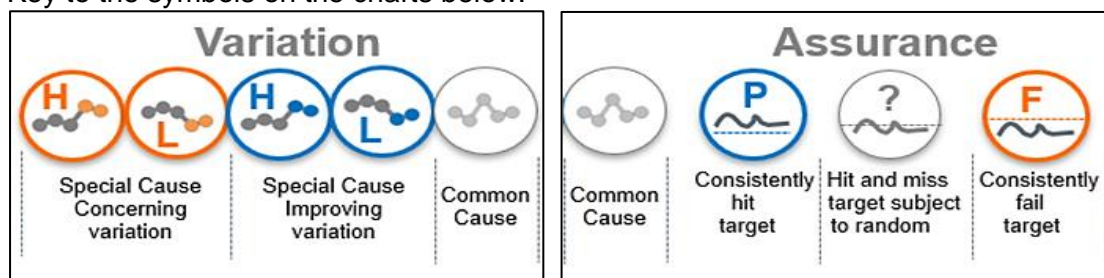 Key to the symbols on the charts below:
Variation
H
L
H
L
Special Cause
Concerning
variation
Special Cause
Improving
variation
Common
Cause
Assurance
P
?
F
Common
Cause
Consistently
hit
target
Hit and miss
target subject
to random
Consistently
fail
target